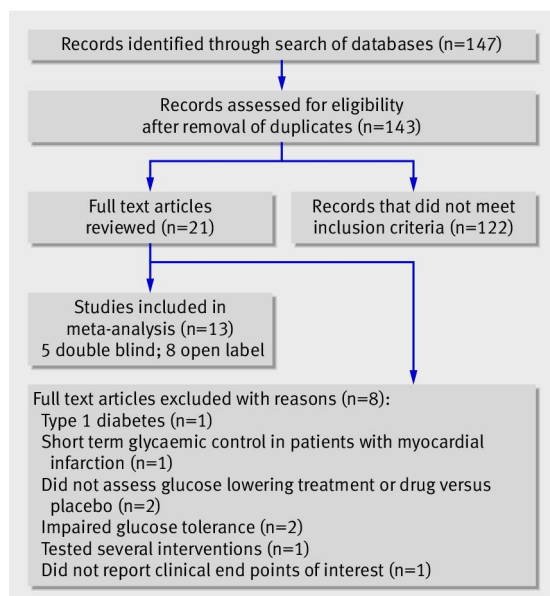 Records identified through search of databases (n=147)
Records assessed for eligibility
after removal of duplicates (n=143)
Full text articles
reviewed (n=21)
Records that did not meet
inclusion criteria (n=122)
Studies included in
meta-analysis (n=13)
5 double blind; 8 open label
Full text articles excluded with reasons (n=8):
Type 1 diabetes (n=1)
Short term glycaemic control in patients with myocardial
infarction (n=1)
Did not assess glucose lowering treatment or drug versus
placebo (n=2)
Impaired glucose tolerance (n=2)
Tested several interventions (n=1)
Did not report clinical end points of interest (n=1)